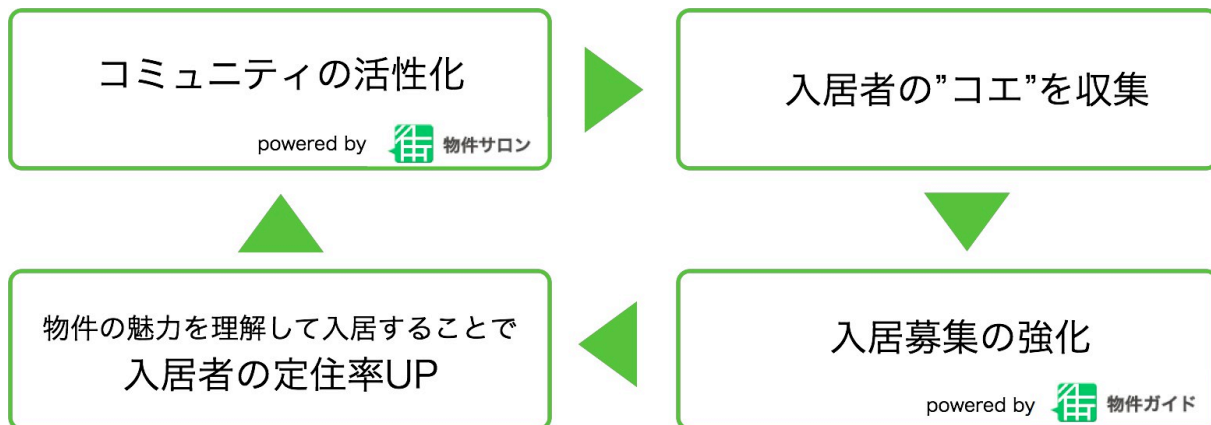 コミュニティの活性化
powered by 街 物件サロン
入居者の”コエ”を収集
入居募集の強化
powered by 街 物件ガイド
物件の魅力を理解して入居することで
入居者の定住率UP